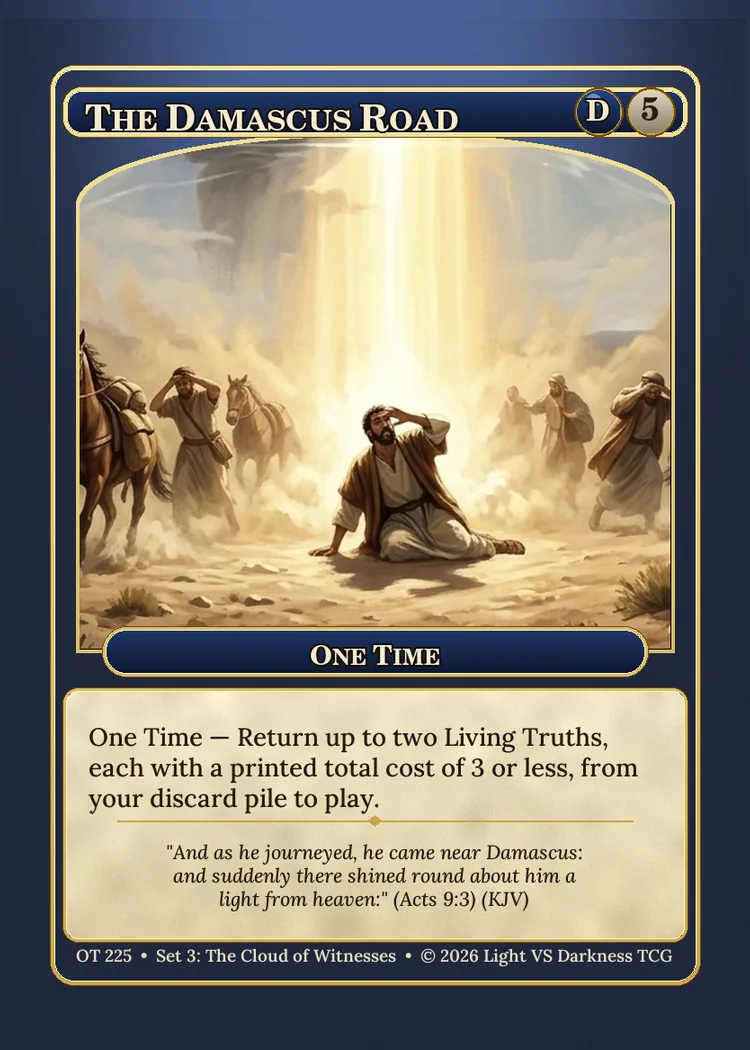 The Damascus Road D 5
One Time
One Time — Return up to two Living Truths,
each with a printed total cost of 3 or less, from
your discard pile to play.
"And as he journeyed, he came near Damascus:
and suddenly there shined round about him a
light from heaven:" (Acts 9:3) (KJV)
OT 225 • Set 3: The Cloud of Witnesses • © 2026 Light VS Darkness TCG